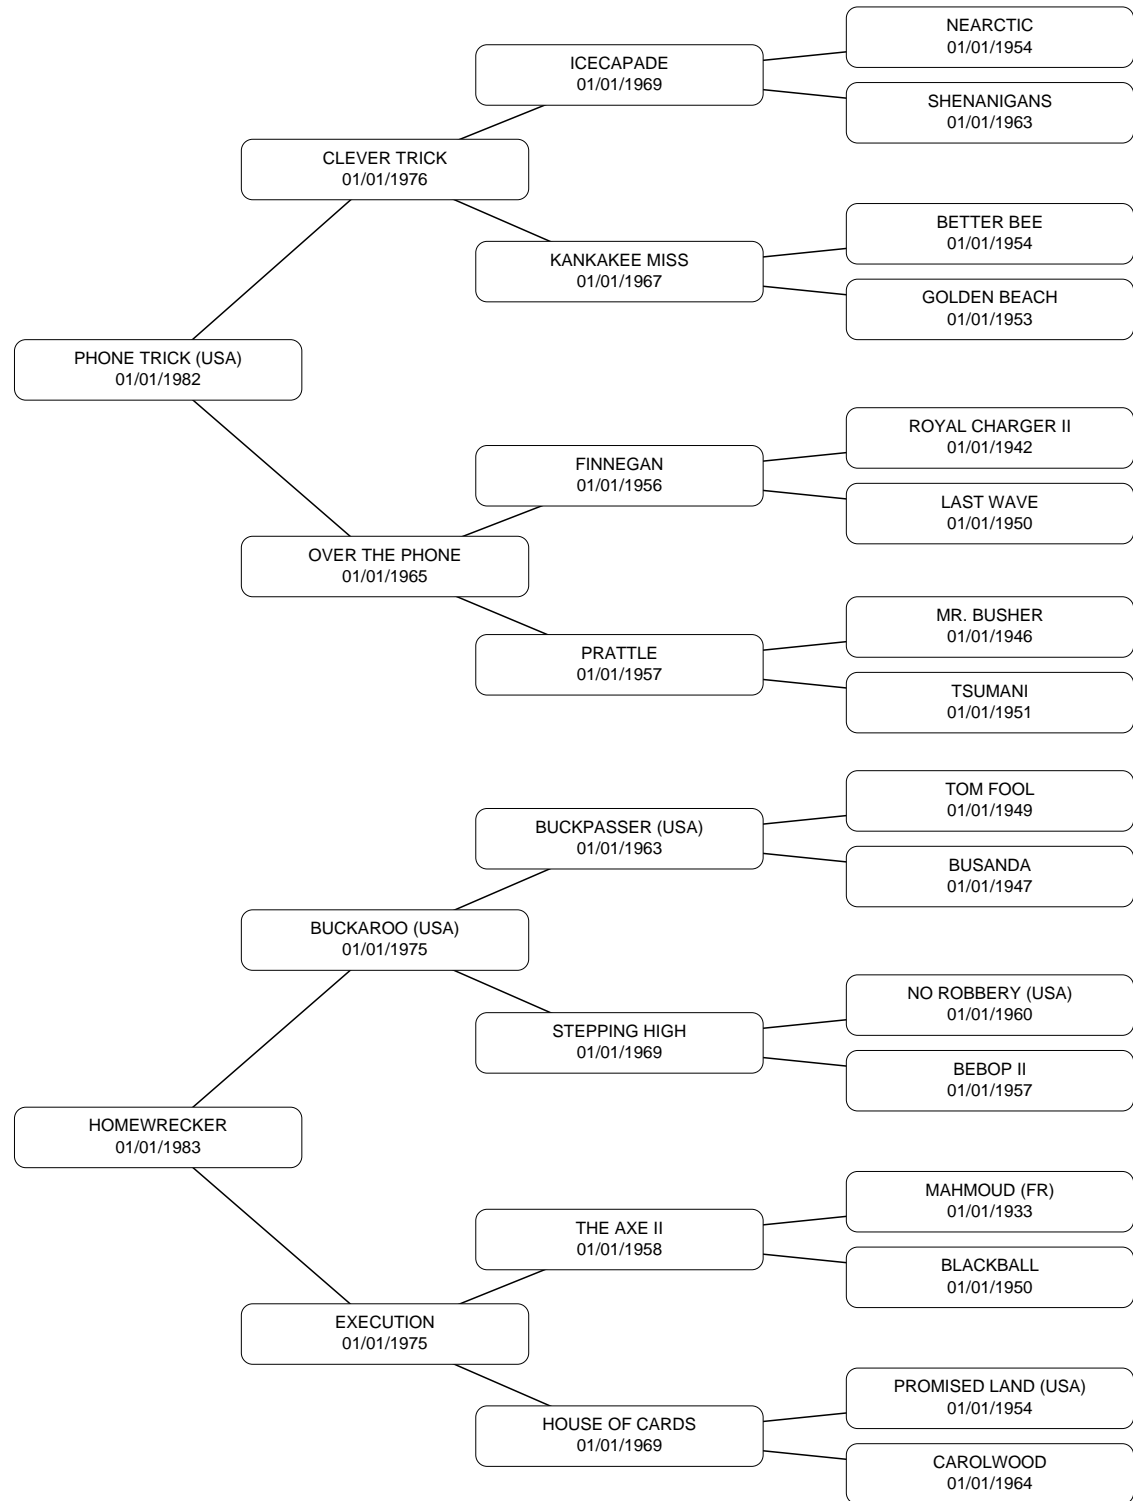 NEARCTIC
01/01/1954
ICECAPADE
01/01/1969
SHENANIGANS
01/01/1963
CLEVER TRICK
01/01/1976
BETTER BEE
01/01/1954
KANKAKEE MISS
01/01/1967
GOLDEN BEACH
01/01/1953
PHONE TRICK (USA)
01/01/1982
ROYAL CHARGER II
01/01/1942
FINNEGAN
01/01/1956
LAST WAVE
01/01/1950
OVER THE PHONE
01/01/1965
MR. BUSHER
01/01/1946
PRATTLE
01/01/1957
TSUMANI
01/01/1951
TOM FOOL
01/01/1949
BUCKPASSER (USA)
01/01/1963
BUSANDA
01/01/1947
BUCKAROO (USA)
01/01/1975
NO ROBBERY (USA)
01/01/1960
STEPPING HIGH
01/01/1969
BEBOP II
01/01/1957
HOMEWRECKER
01/01/1983
MAHMOUD (FR)
01/01/1933
THE AXE II
01/01/1958
BLACKBALL
01/01/1950
EXECUTION
01/01/1975
PROMISED LAND (USA)
01/01/1954
HOUSE OF CARDS
01/01/1969
CAROLWOOD
01/01/1964